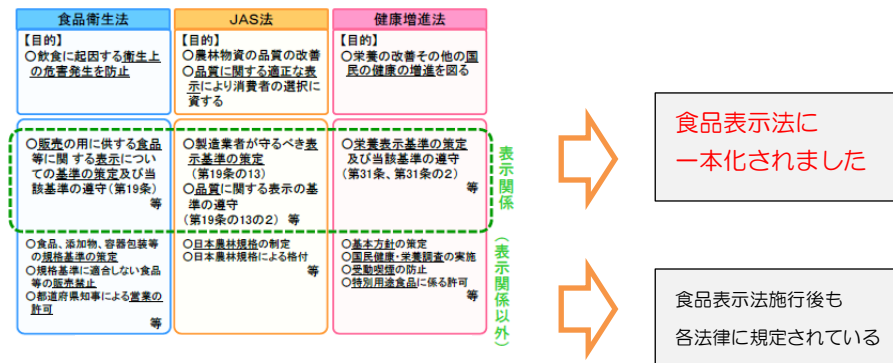 食品衛生法
【目的】
○飲食に起因する衛生上
の危害発生を防止
○販売の用に供する食品
等に関 する表示につい
ての基準の策定及び当
該基準の遵守（第19条）
等
○食品、添加物、容器包装等
の規格基準の策定
○規格基準に適合しない食品
等の販売禁止
○都道府県知事による営業の
許可
等
JAS法
【目的】
○農林物資の品質の改善
○品質に関する適正な表
示により消費者の選択に
資する
○製造業者が守るべき表
示基準の策定
（第19条の13）
○品質に関する表示の基
準の遵守
（第19条の13の２） 等
○日本農林規格の制定
○日本農林規格による格付
等
健康増進法
【目的】
○栄養の改善その他の国
民の健康の増進を図る
○栄養表示基準の策定
及び当該基準の遵守
（第31条、第31条の２）
等
○基本方針の策定
○国民健康・栄養調査の実施
○受動喫煙の防止
○特別用途食品に係る許可
等
表示関係
（表示関係以外）
食品表示法に
一本化されました
食品表示法施行後も
各法律に規定されている